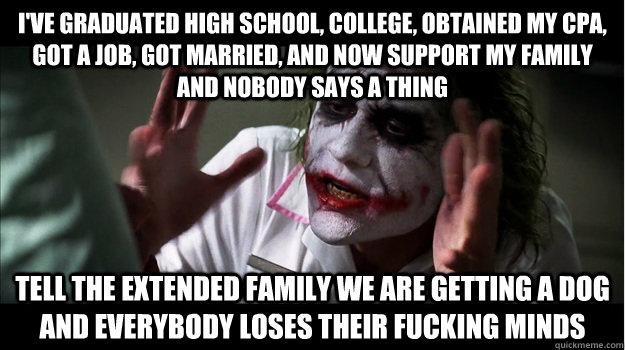 I'VE GRADUATED HIGH SCHOOL, COLLEGE, OBTAINED MY CPA,
GOT A JOB, GOT MARRIED, AND NOW SUPPORT MY FAMILY
AND NOBODY SAYS A THING
TELL THE EXTENDED FAMILY WE ARE GETTING A DOG
AND EVERYBODY LOSES THEIR FUCKING MINDS
quickmeme.com